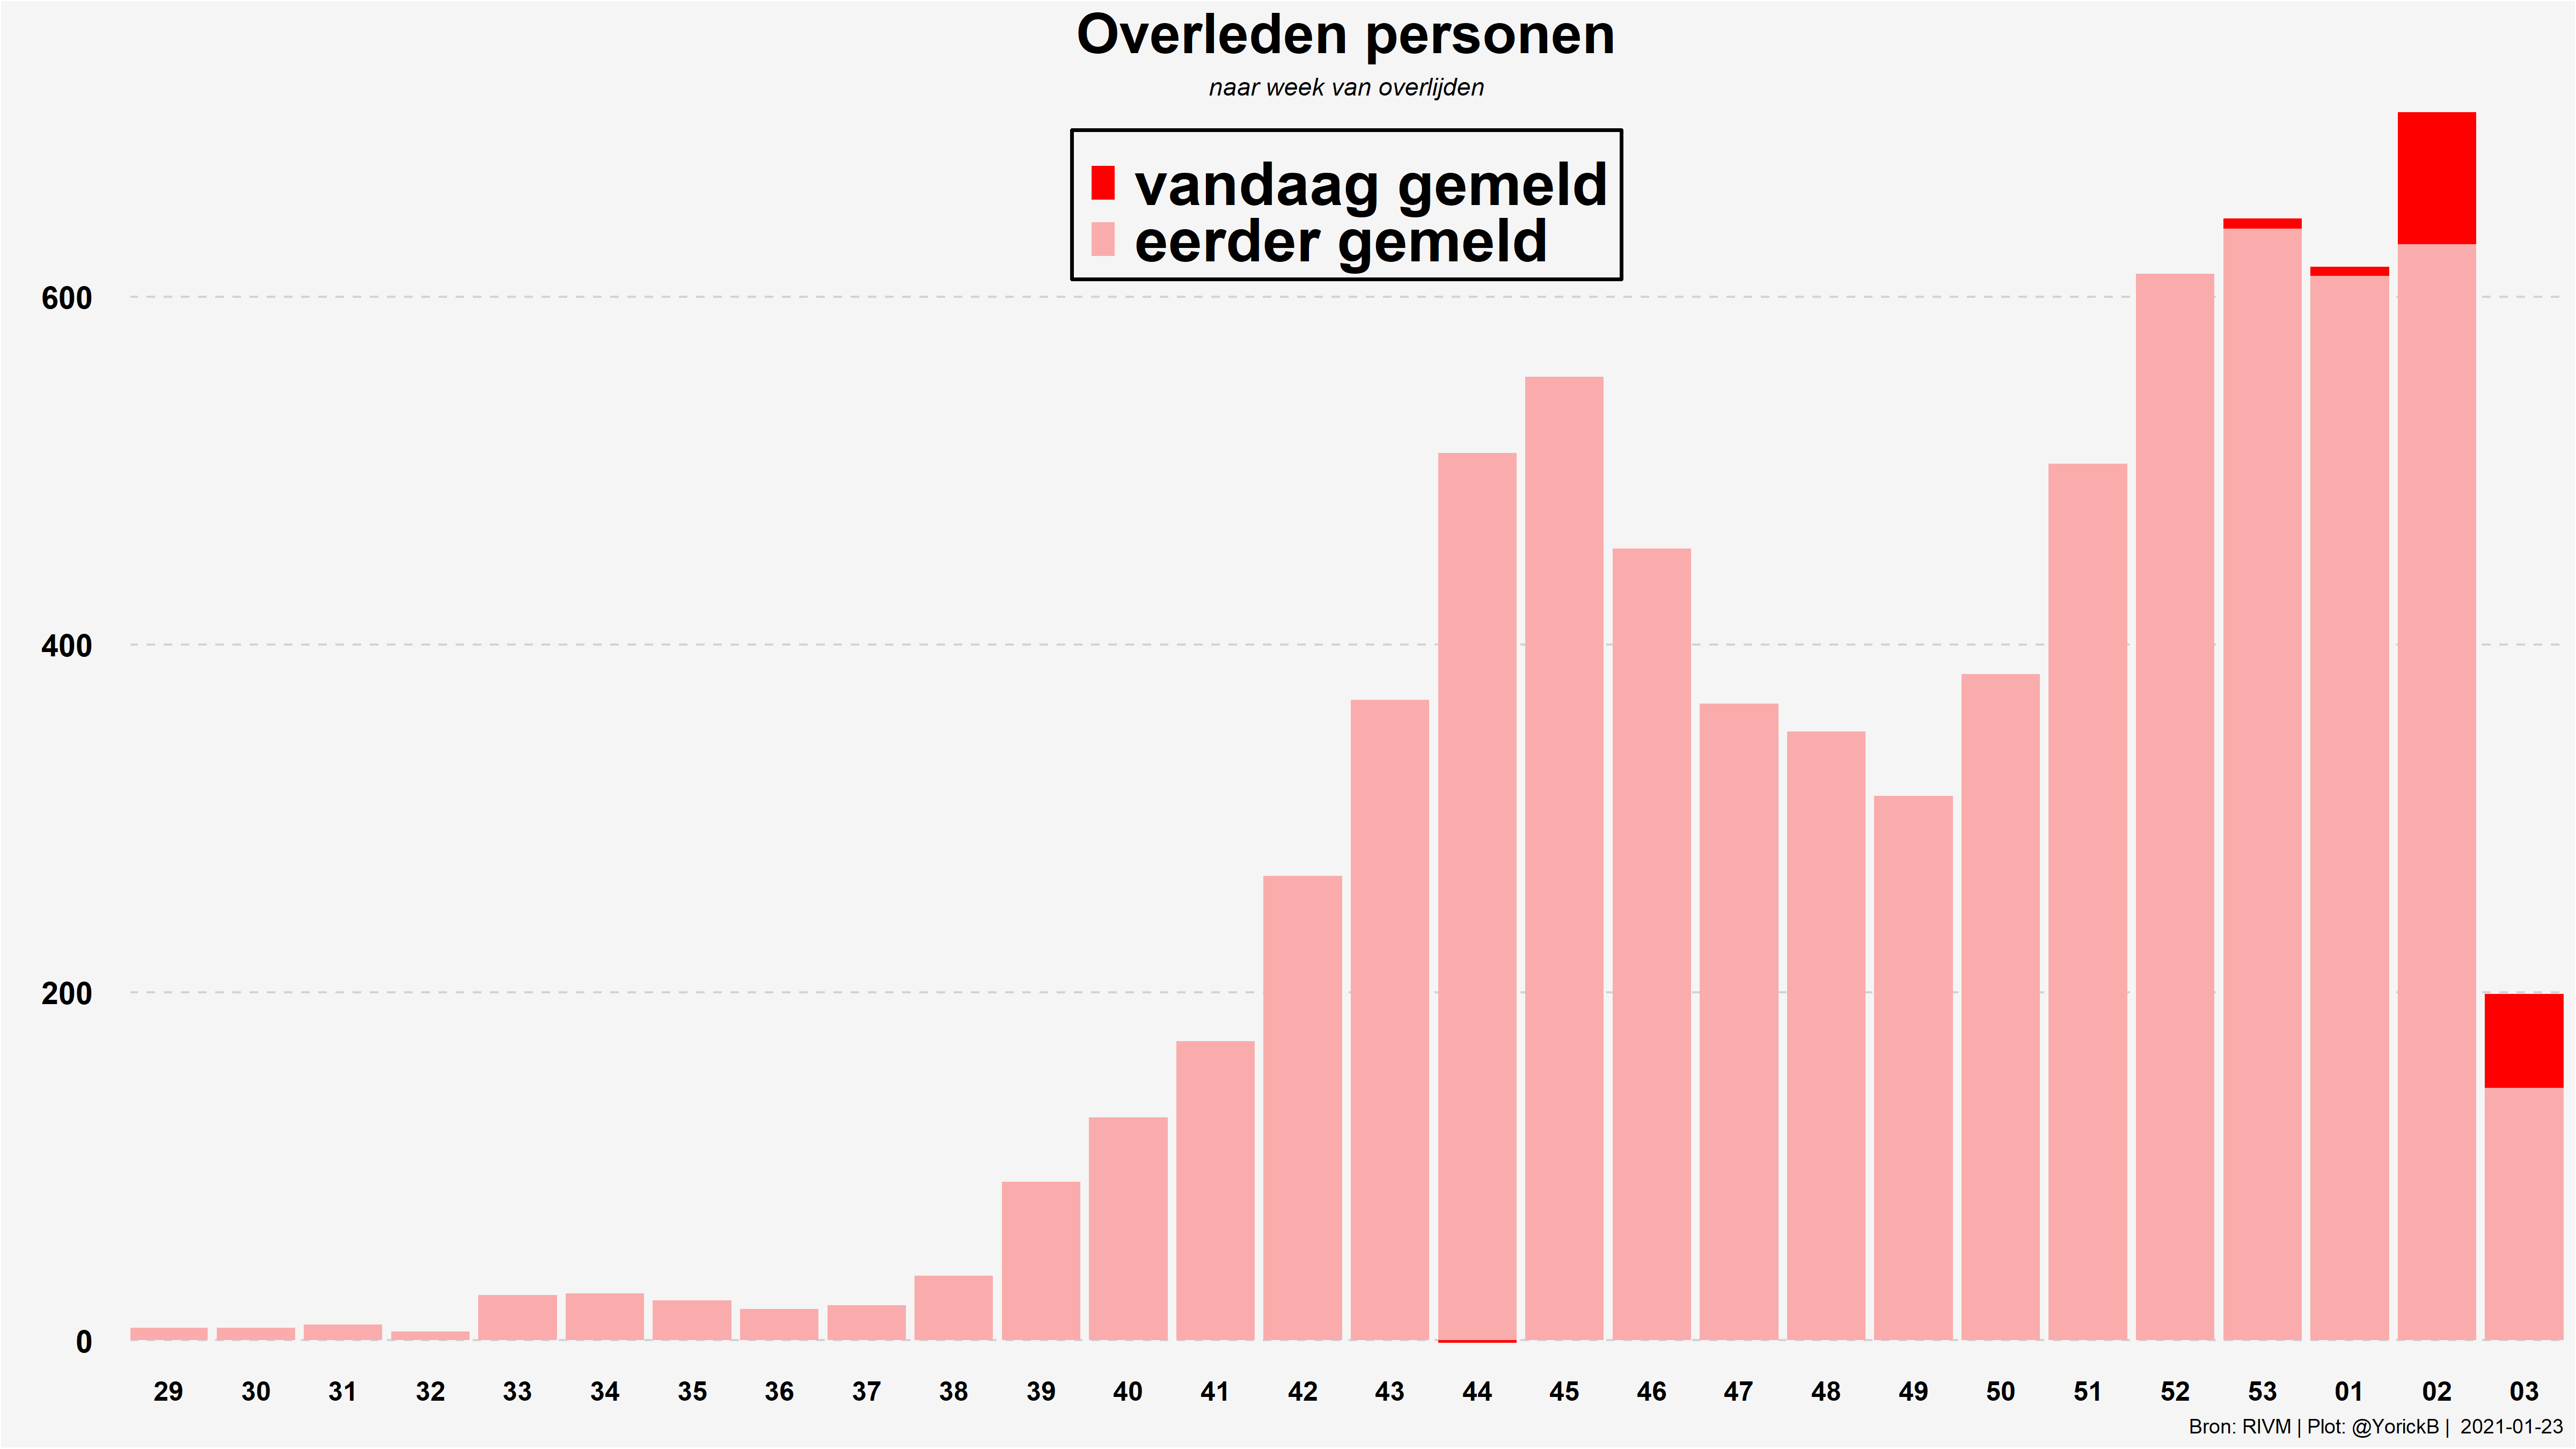 Overleden personen
naar week van overlijden
vandaag gemeld
eerder gemeld
600
400
200
0
29 30 31 32 33 34 35 36 37 38 39 40 41 42 43 44 45 46 47 48 49 50 51 52 53 01 02 03
Bron: RIVM | Plot: @YorickB | 2021-01-23